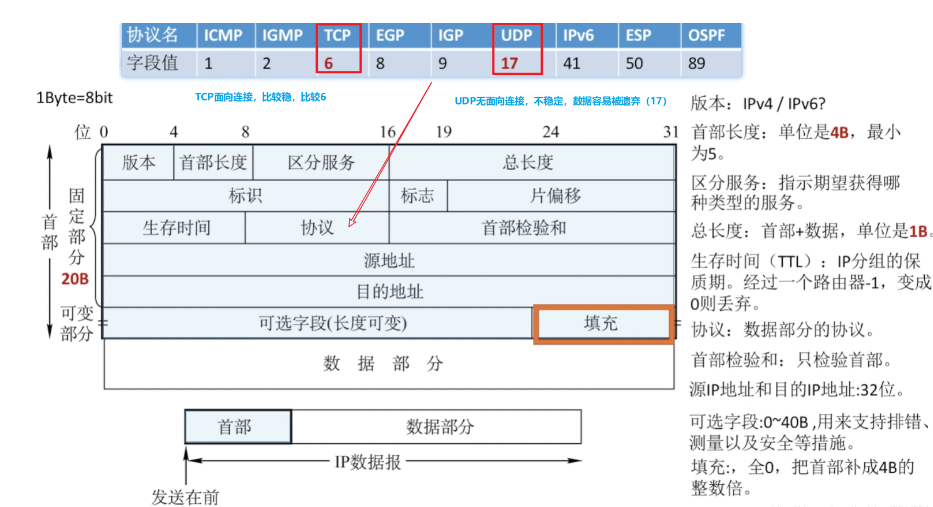 协议名 ICMP IGMP TCP EGP IGP UDP IPv6 ESP OSPF
字段值 1 2 6 8 9 17 41 50 89
TCP面向连接，比较稳，比较6
UDP无面向连接，不稳定，数据容易被遗弃（17）
1Byte=8bit
位 0 4 8 16 19 24 31
版本 首部长度 区分服务 总长度
标识 标志 片偏移
生存时间 协议 首部检验和
源地址
目的地址
可选字段(长度可变) 填充
数 据 部 分
首部
固定部分
20B
可变
部分
首部 数据部分
IP数据报
发送在前
版本：IPv4 / IPv6?
首部长度：单位是4B，最小
为5。
区分服务：指示期望获得哪
种类型的服务。
总长度：首部+数据，单位是1B。
生存时间（TTL）：IP分组的保
质期。经过一个路由器-1，变成
0则丢弃。
协议：数据部分的协议。
首部检验和：只检验首部。
源IP地址和目的IP地址:32位。
可选字段:0~40B ,用来支持排错、
测量以及安全等措施。
填充:，全0，把首部补成4B的
整数倍。